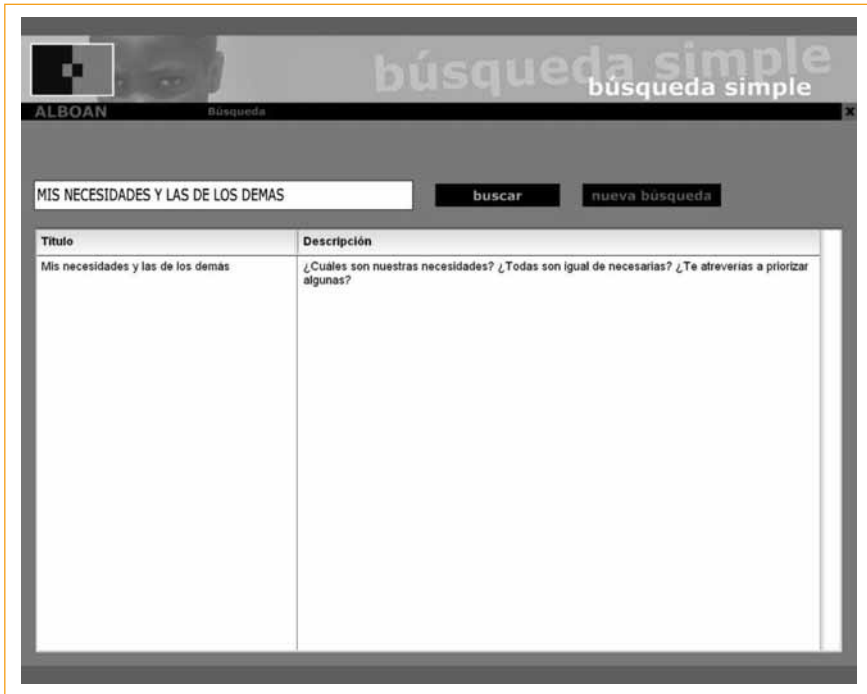 búsqueda simple
búsqueda simple
ALBOAN Búsqueda x
MIS NECESIDADES Y LAS DE LOS DEMAS buscar nueva búsqueda
Título Descripción
Mis necesidades y las de los demás ¿Cuáles son nuestras necesidades? ¿Todas son igual de necesarias? ¿Te atreverías a priorizar
algunas?